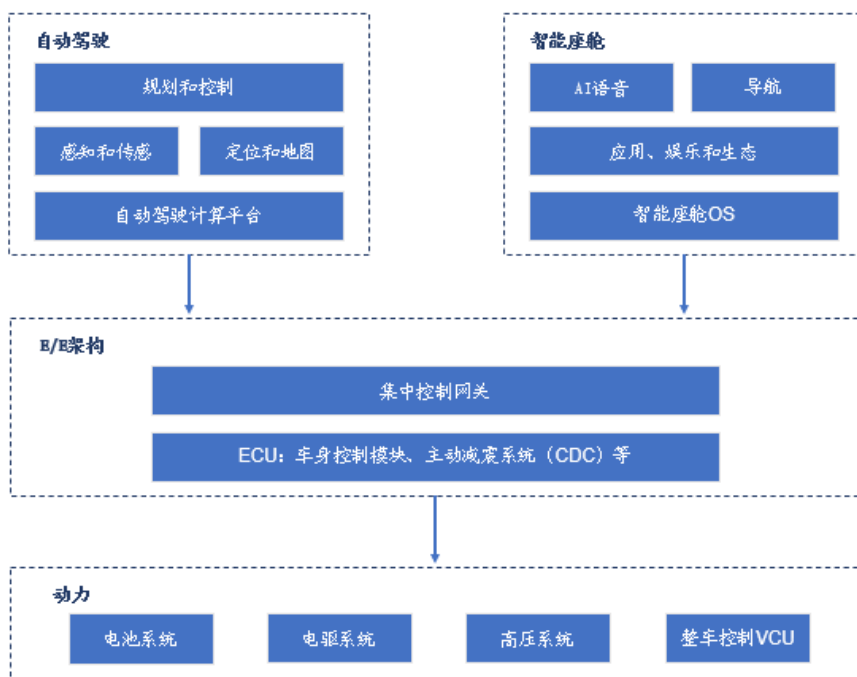 自动驾驶
规划和控制
感知和传感
定位和地图
自动驾驶计算平台
智能座舱
AI语音
导航
应用、娱乐和生态
智能座舱OS
E/E架构
集中控制网关
ECU：车身控制模块、主动减震系统（CDC）等
动力
电池系统
电驱系统
高压系统
整车控制VCU